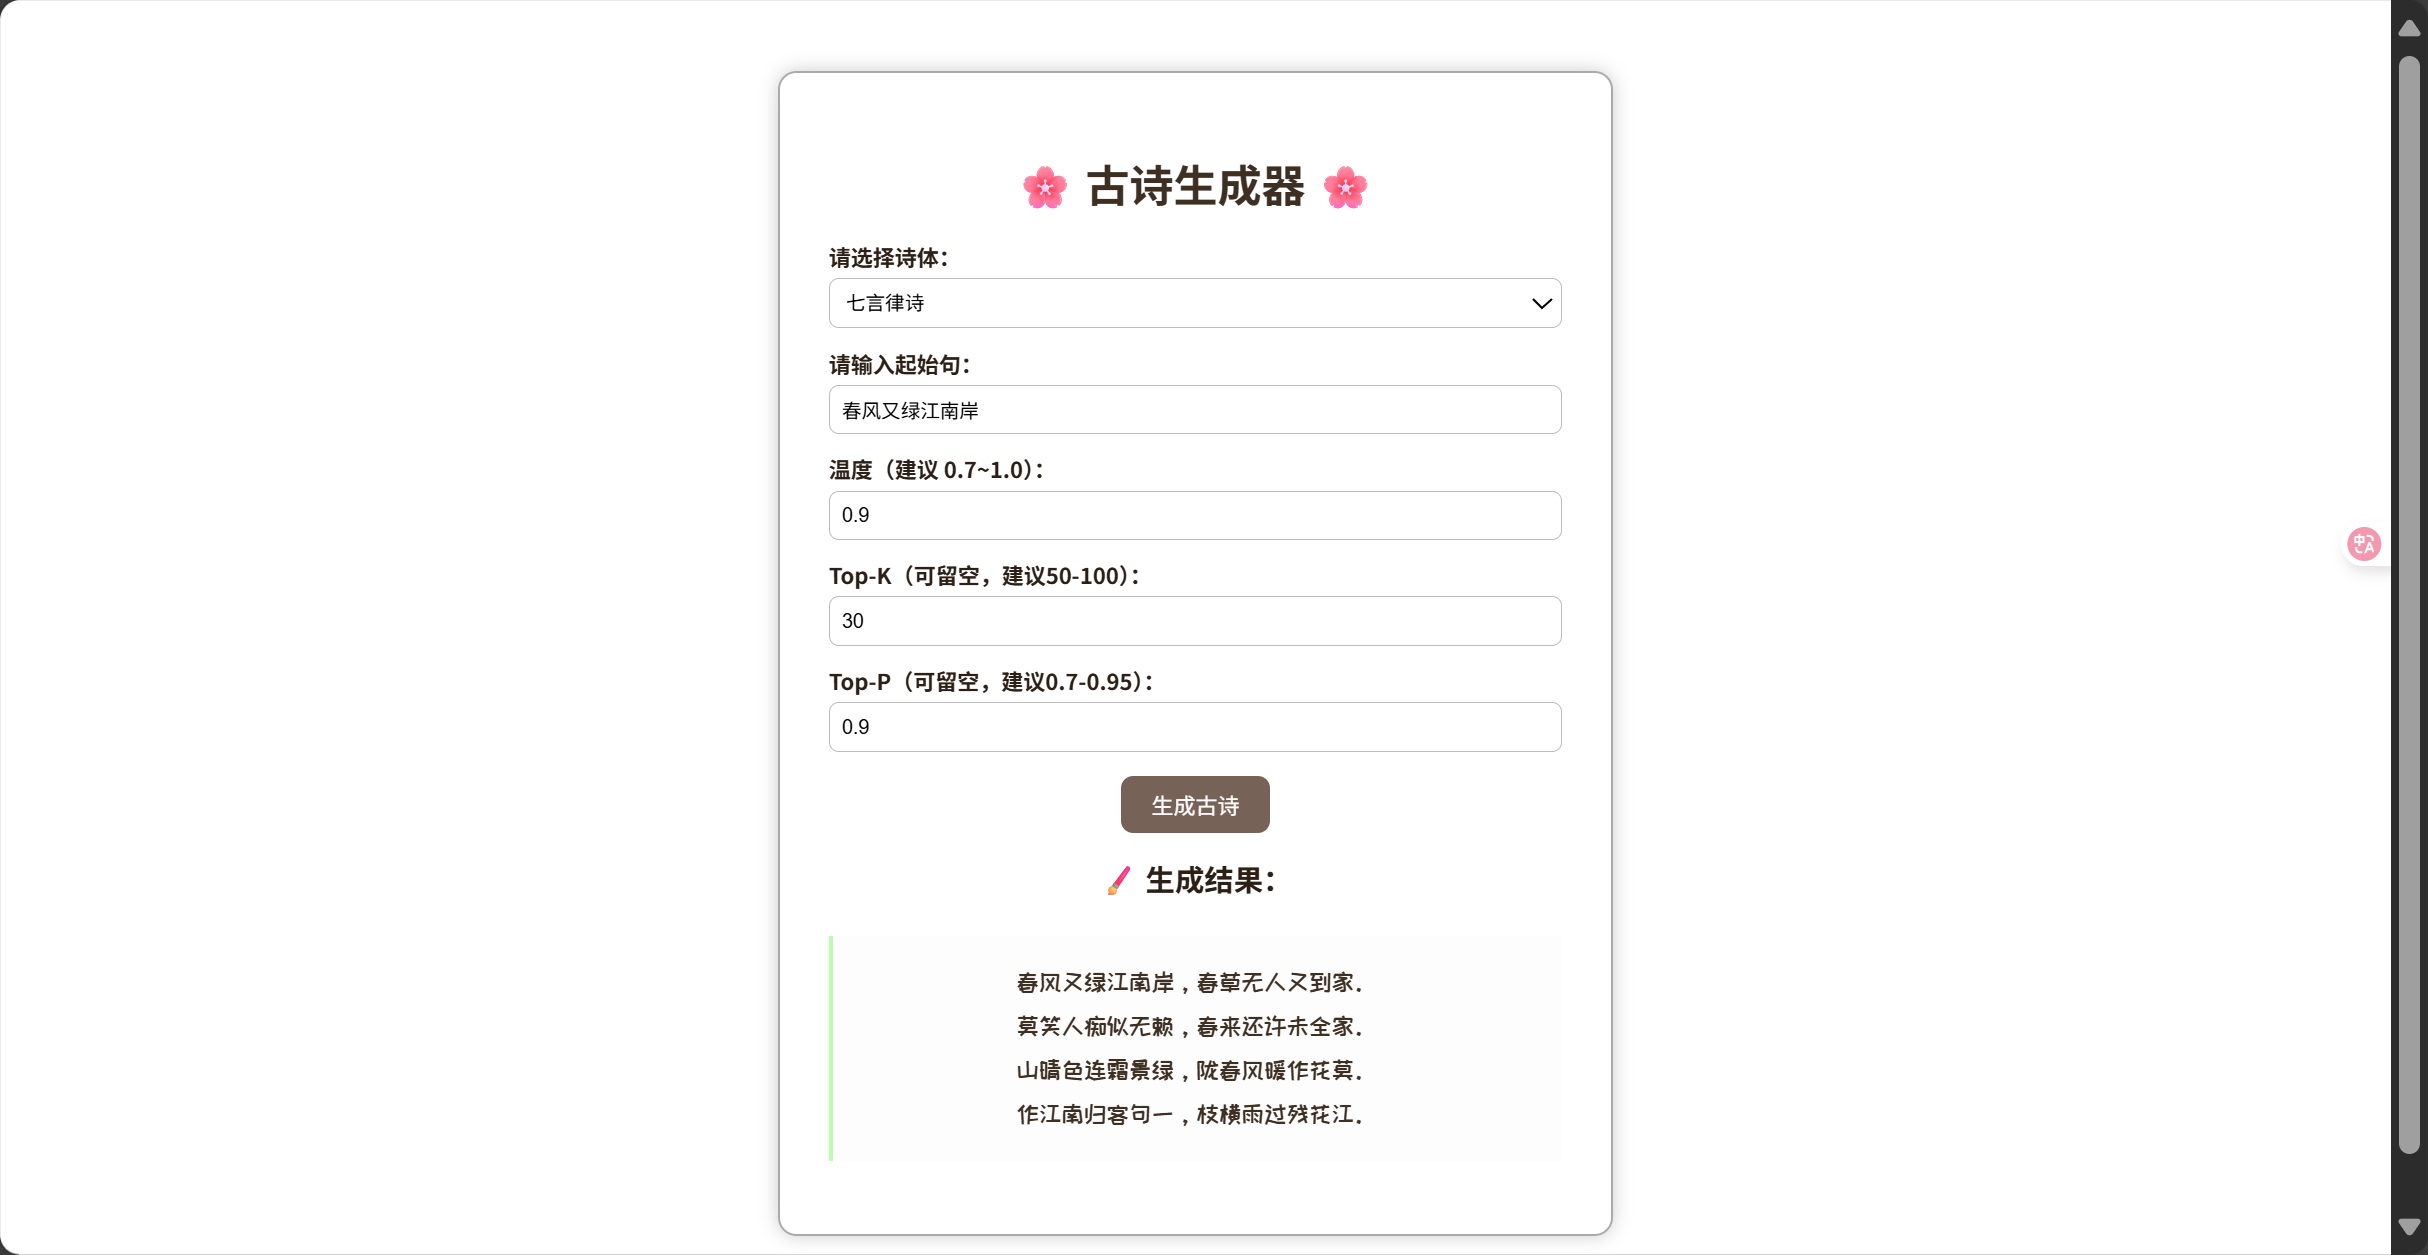 🌸 古诗生成器 🌸
请选择诗体：
七言律诗
请输入起始句：
春风又绿江南岸
温度（建议 0.7~1.0）：
0.9
Top-K（可留空，建议50-100）：
30
Top-P（可留空，建议0.7-0.95）：
0.9
生成古诗
🖌️ 生成结果：
春风又绿江南岸，春草无人又到家.
莫笑人痴似无赖，春来还许未全家.
山晴色连霜景绿，陇春风暖作花莫.
作江南归客句一，枝横雨过残花江.